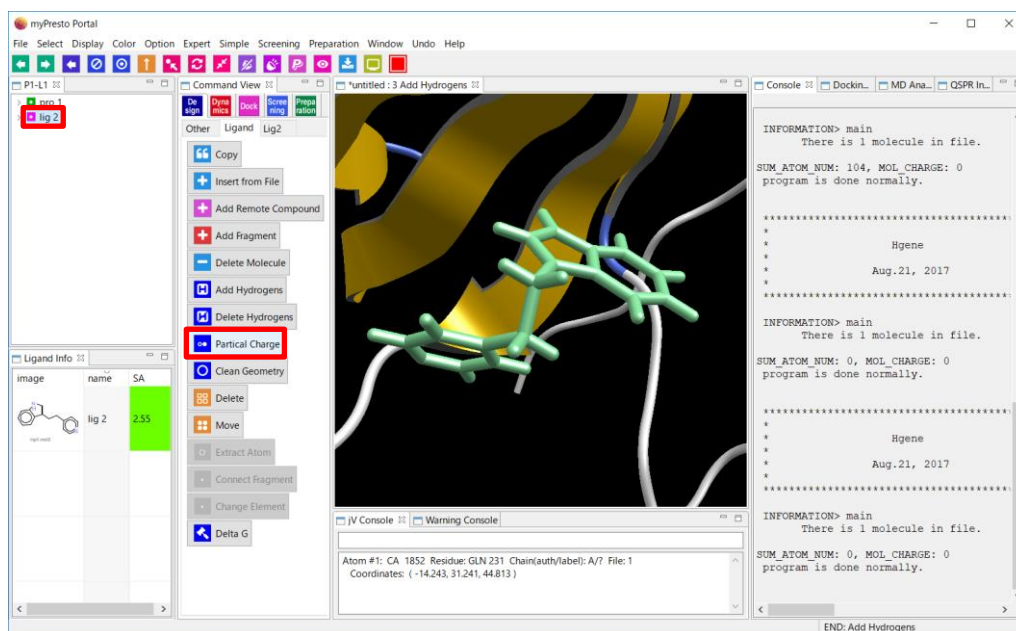 myPresto Portal
File Select Display Color Option Expert Simple Screening Preparation Window Undo Help
P1-L1
pro 1
lig 2
Ligand Info
image name SA
lig 2 2.55
Command View
De sign Dyna mics Dock Scree ning Prepa ration
Other Ligand Lig2
Copy
Insert from File
Add Remote Compound
Add Fragment
Delete Molecule
Add Hydrogens
Delete Hydrogens
Partical Charge
Clean Geometry
Delete
Move
Extract Atom
Connect Fragment
Change Element
Delta G
*untitled : 3 Add Hydrogens
jV Console Warning Console
Atom #1: CA 1852 Residue: GLN 231 Chain(auth/label): A/? File: 1
Coordinates: ( -14.243, 31.241, 44.813 )
Console Dockin... MD Ana... QSPR In...
INFORMATION> main
There is 1 molecule in file.
SUM_ATOM_NUM: 104, MOL_CHARGE: 0
program is done normally.
*****************************************
*
* Hgene
*
* Aug.21, 2017
*
*****************************************
INFORMATION> main
There is 1 molecule in file.
SUM_ATOM_NUM: 0, MOL_CHARGE: 0
program is done normally.
*****************************************
*
* Hgene
*
* Aug.21, 2017
*
*****************************************
INFORMATION> main
There is 1 molecule in file.
SUM_ATOM_NUM: 0, MOL_CHARGE: 0
program is done normally.
END: Add Hydrogens